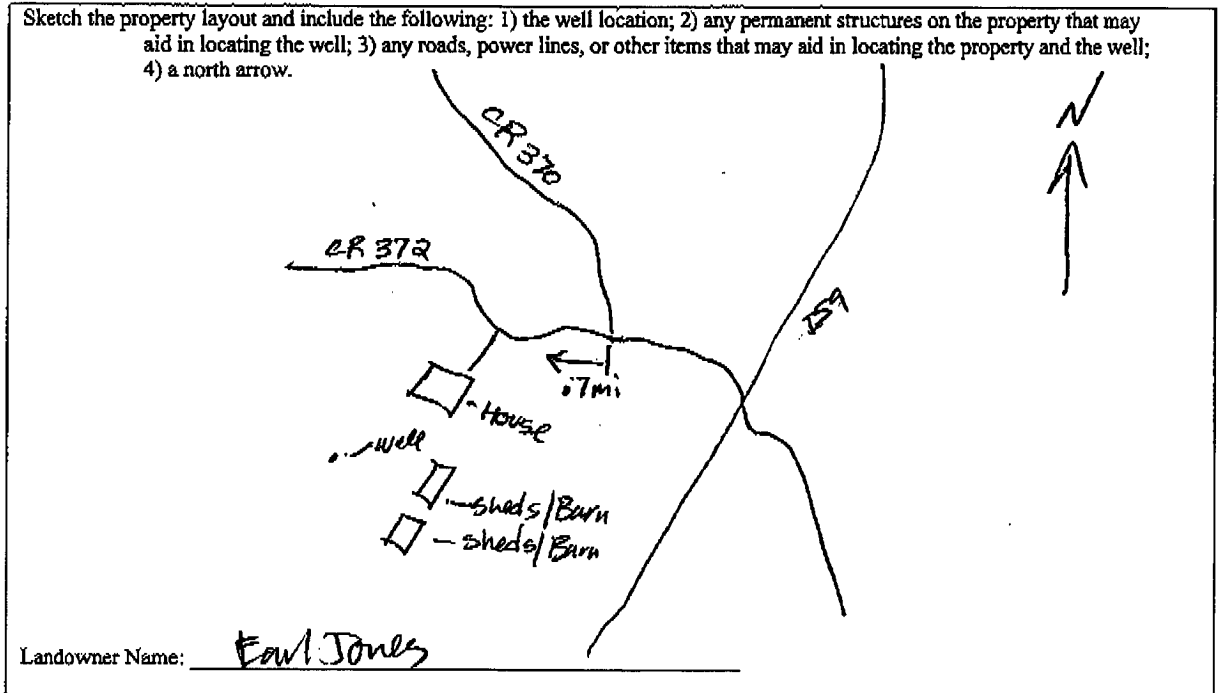 Sketch the property layout and include the following: 1) the well location; 2) any permanent structures on the property that may
aid in locating the well; 3) any roads, power lines, or other items that may aid in locating the property and the well;
4) a north arrow.
N
CR 370
CR 372
159
.7mi
House
well
sheds/Barn
sheds/Barn
Landowner Name: Earl Jones